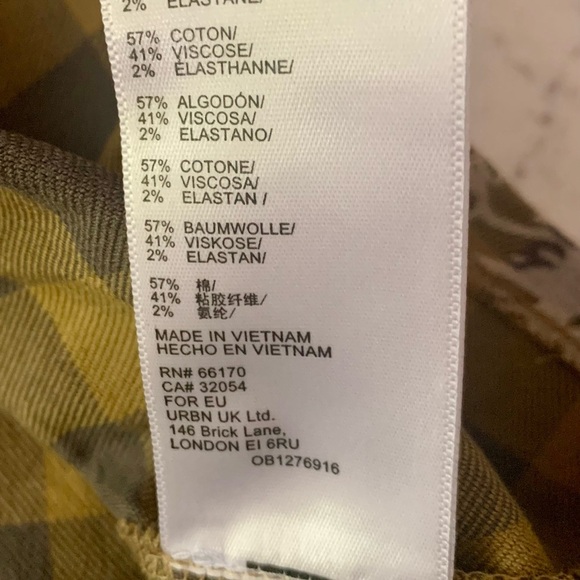 2% ELASTANE/
57% COTON/
41% VISCOSE/
2% ÉLASTHANNE/
57% ALGODÓN/
41% VISCOSA/
2% ELASTANO/
57% COTONE/
41% VISCOSA/
2% ELASTAN /
57% BAUMWOLLE/
41% VISKOSE/
2% ELASTAN/
57% 棉/
41% 粘胶纤维/
2% 氨纶/
MADE IN VIETNAM
HECHO EN VIETNAM
RN# 66170
CA# 32054
FOR EU
URBN UK Ltd.
146 Brick Lane,
LONDON EI 6RU
OB1276916